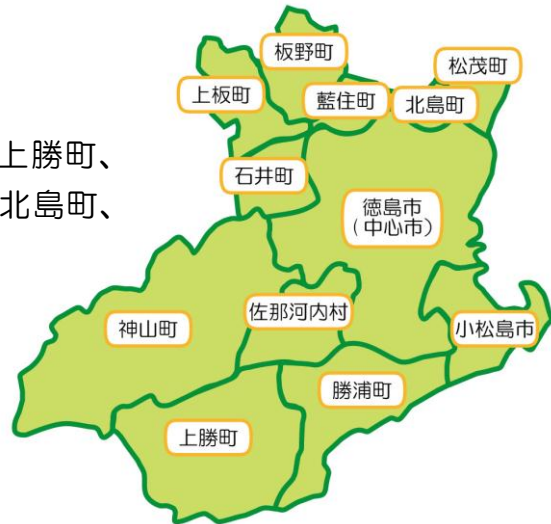 上勝町、
北島町、
板野町
松茂町
上板町
藍住町
北島町
石井町
徳島市
（中心市）
佐那河内村
神山町
小松島市
勝浦町
上勝町